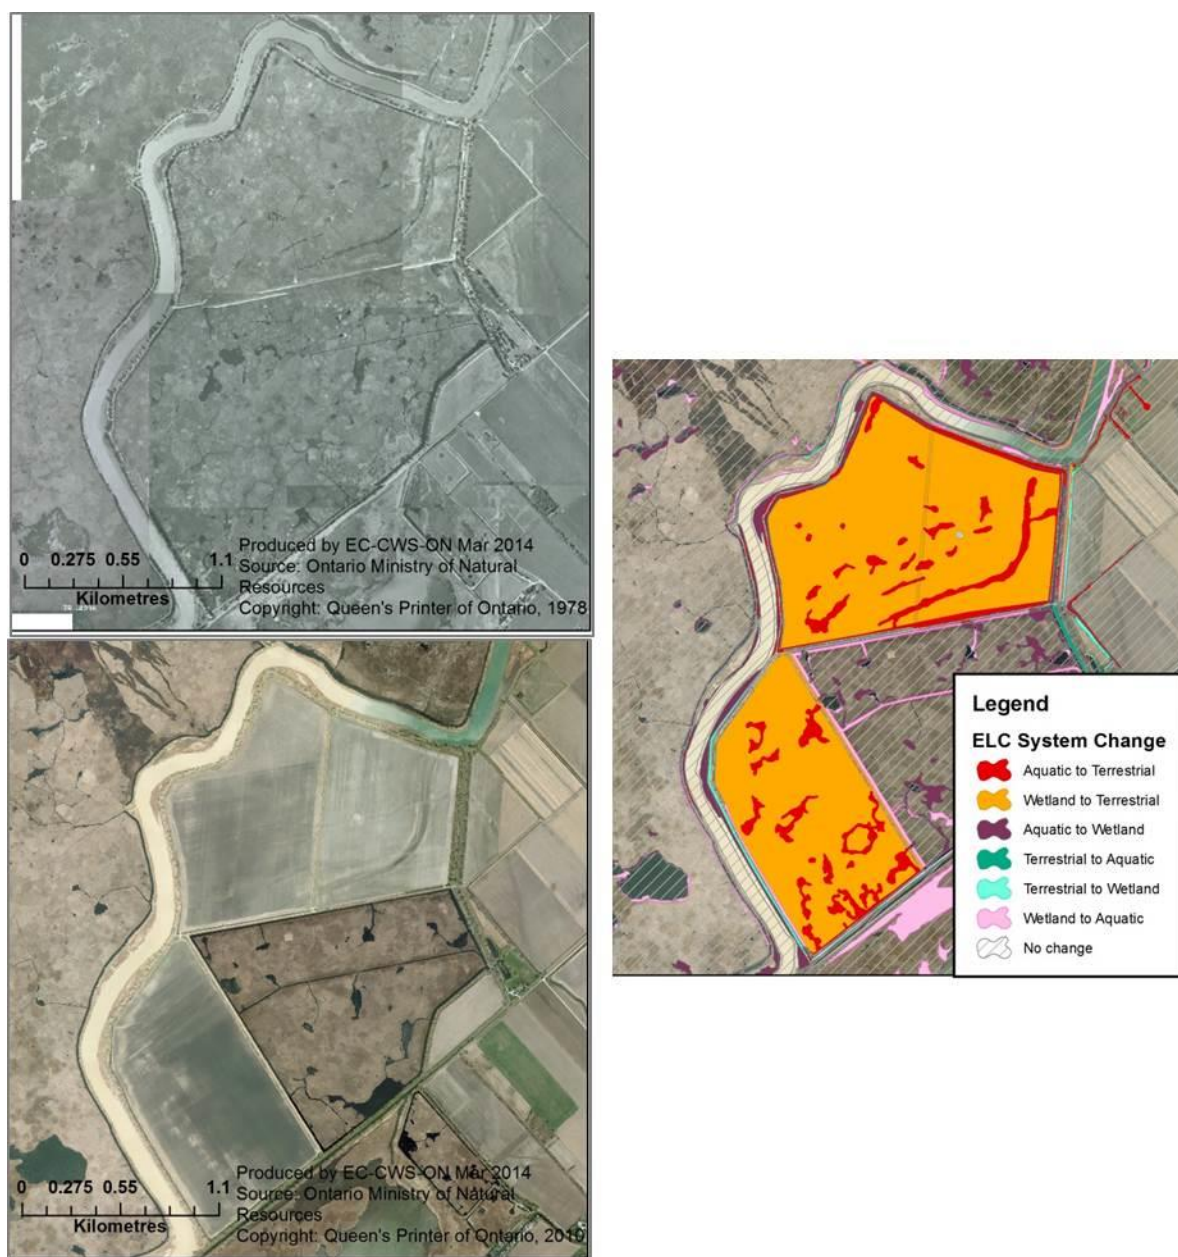 Produced by EC-CWS-ON Mar 2014
Source: Ontario Ministry of Natural
Resources
Copyright: Queen's Printer of Ontario, 1978
0 0.275 0.55 1.1
Kilometres
Legend
ELC System Change
Aquatic to Terrestrial
Wetland to Terrestrial
Aquatic to Wetland
Terrestrial to Aquatic
Terrestrial to Wetland
Wetland to Aquatic
No change
Produced by EC-CWS-ON Mar 2014
Source: Ontario Ministry of Natural
Resources
Copyright: Queen's Printer of Ontario, 2010
0 0.275 0.55 1.1
Kilometres